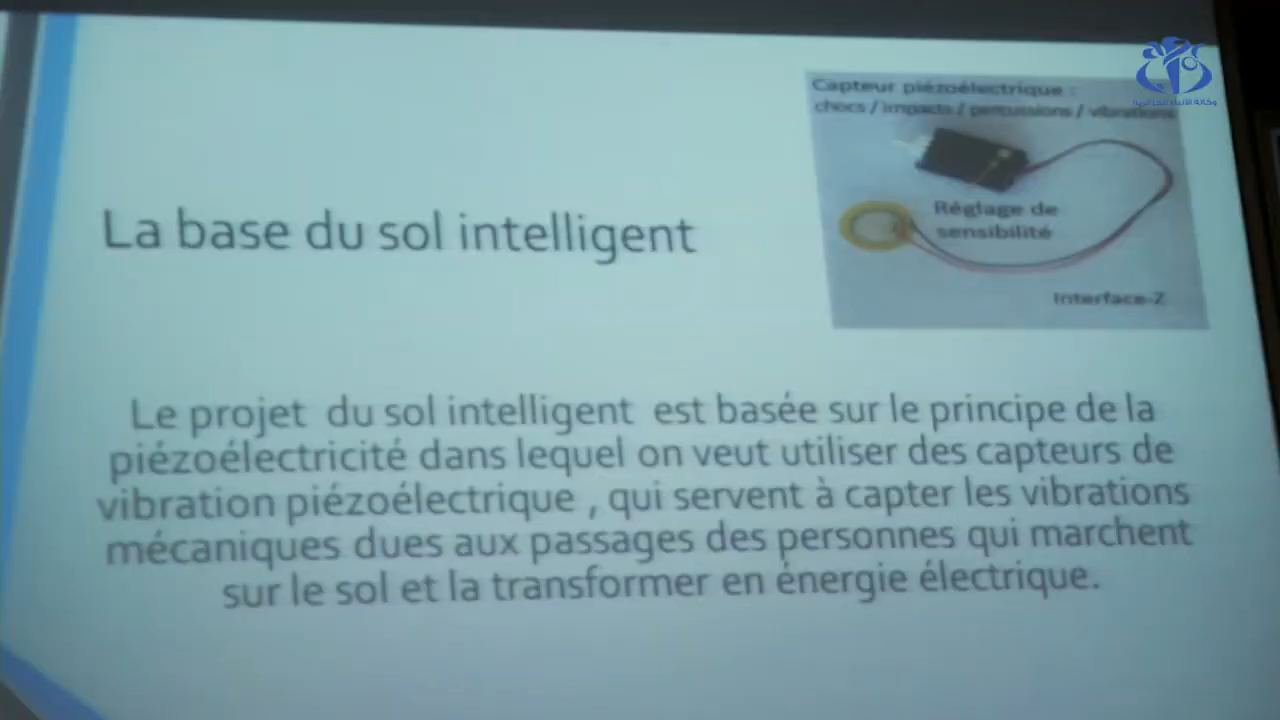 وكالة الأنباء الجزائرية
Capteur piézoélectrique :
chocs / impacts / percussions / vibrations
Réglage de
sensibilité
Interface-Z
La base du sol intelligent
Le projet du sol intelligent est basée sur le principe de la
piézoélectricité dans lequel on veut utiliser des capteurs de
vibration piézoélectrique , qui servent à capter les vibrations
mécaniques dues aux passages des personnes qui marchent
sur le sol et la transformer en énergie électrique.